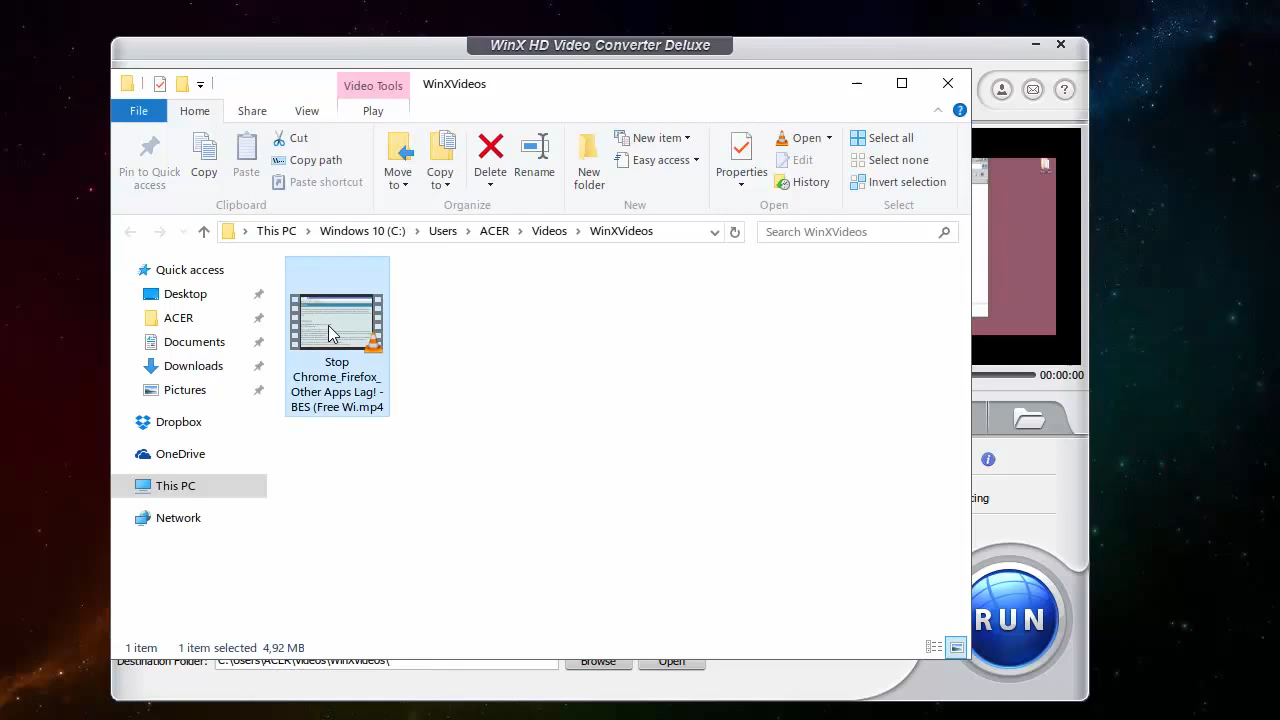 WinX HD Video Converter Deluxe
Video Tools
WinXVideos
File
Home
Share
View
Play
Pin to Quick
access
Copy
Paste
Cut
Copy path
Paste shortcut
Clipboard
Move
to
Copy
to
Delete
Rename
Organize
New
folder
New item
Easy access
New
Properties
Open
Edit
History
Open
Select all
Select none
Invert selection
Select
This PC
Windows 10 (C:)
Users
ACER
Videos
WinXVideos
Search WinXVideos
Quick access
Desktop
ACER
Documents
Downloads
Pictures
Dropbox
OneDrive
This PC
Network
Stop
Chrome_Firefox_
Other Apps Lag! -
BES (Free Wi.mp4
00:00:00
ing
RUN
1 item
1 item selected 4,92 MB
Destination Folder:
C:\Users\ACER\Videos\WinXVideos\
Browse
Open